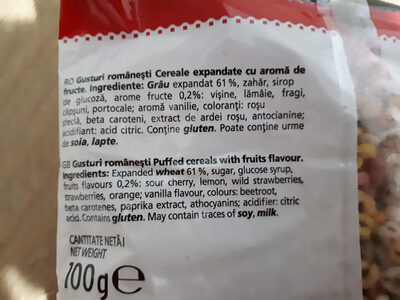 RO Gusturi românești Cereale expandate cu aromă de
fructe. Ingrediente: Grâu expandat 61 %, zahăr, sirop
de glucoză, arome fructe 0,2%: vișine, lămâie, fragi,
căpșuni, portocale; aromă vanilie, coloranți: roșu
sfeclă, beta caroteni, extract de ardei roșu, antocianine;
acidifiant: acid citric. Conține gluten. Poate conține urme
de soia, lapte.
GB Gusturi românești Puffed cereals with fruits flavour.
Ingredients: Expanded wheat 61 %, sugar, glucose syrup,
fruits flavours 0,2%: sour cherry, lemon, wild strawberries,
strawberries, orange; vanilla flavour, colours: beetroot,
beta carotenes, paprika extract, athocyanins; acidifier: citric
acid. Contains gluten. May contain traces of soy, milk.
CANTITATE NETĂ/
NET WEIGHT
100g e